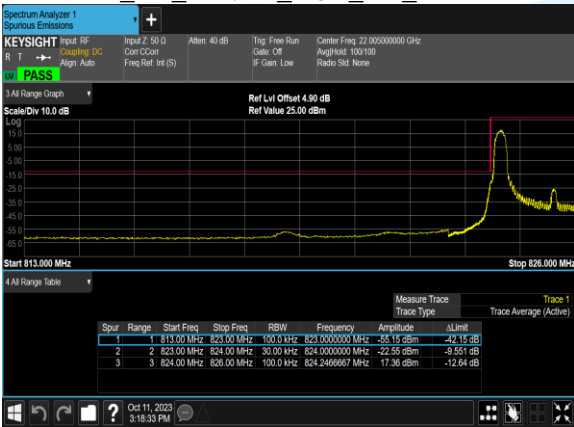 Spectrum Analyzer 1
Spurious Emissions
KEYSIGHT Input: RF Input Z: 50 Ω Atten: 40 dB Trig: Free Run Center Freq: 22.005000000 GHz
R T Coupling: DC Corr CCorr Gate: Off Avg|Hold: 100/100
Align: Auto Freq Ref: Int (S) IF Gain: Low Radio Std: None
PASS
3 All Range Graph
Ref Lvl Offset 4.90 dB
Scale/Div 10.0 dB Ref Value 25.00 dBm
Log
15.0
5.00
-5.00
-15.0
-25.0
-35.0
-45.0
-55.0
-65.0
Start 813.000 MHz Stop 826.000 MHz
4 All Range Table
Measure Trace Trace 1
Trace Type Trace Average (Active)
Spur Range Start Freq Stop Freq RBW Frequency Amplitude ΔLimit
1 1 813.00 MHz 823.00 MHz 100.0 kHz 823.0000000 MHz -55.15 dBm -42.15 dB
2 2 823.00 MHz 824.00 MHz 30.00 kHz 824.0000000 MHz -22.55 dBm -9.551 dB
3 3 824.00 MHz 826.00 MHz 100.0 kHz 824.2466667 MHz 17.36 dBm -12.64 dB
Oct 11, 2023
3:18:33 PM